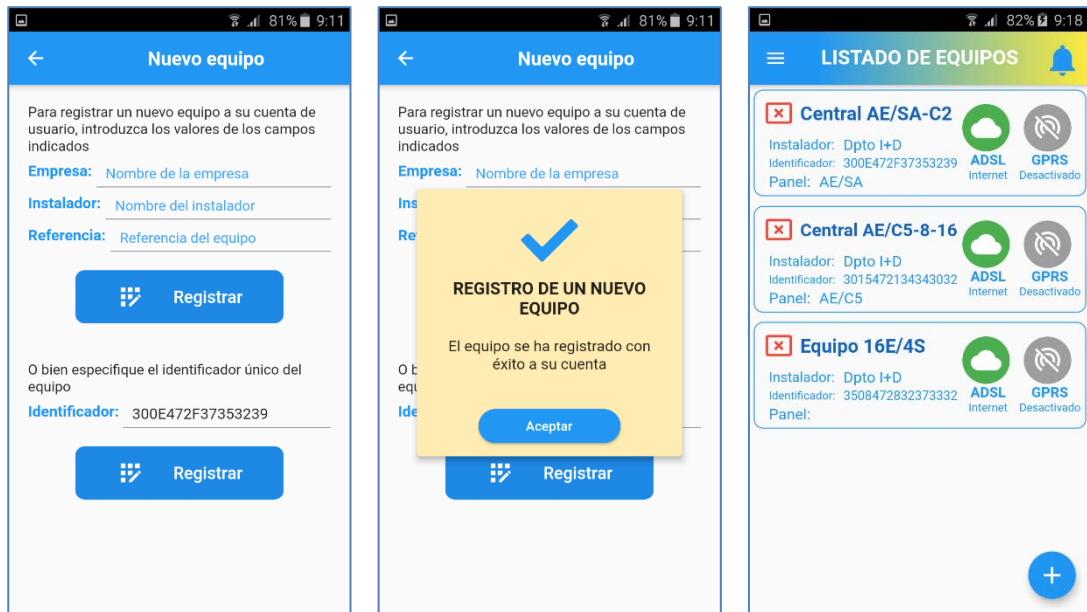 81% 9:11
Nuevo equipo
Para registrar un nuevo equipo a su cuenta de
usuario, introduzca los valores de los campos
indicados
Empresa: Nombre de la empresa
Instalador: Nombre del instalador
Referencia: Referencia del equipo
Registrar
O bien especifique el identificador único del
equipo
Identificador: 300E472F37353239
Registrar
81% 9:11
Nuevo equipo
Para registrar un nuevo equipo a su cuenta de
usuario, introduzca los valores de los campos
indicados
Empresa: Nombre de la empresa
Ins
Re
REGISTRO DE UN NUEVO
EQUIPO
El equipo se ha registrado con
éxito a su cuenta
O b
equ
Ide
Aceptar
Registrar
82% 9:18
LISTADO DE EQUIPOS
Central AE/SA-C2
Instalador: Dpto I+D
Identificador: 300E472F37353239
Panel: AE/SA
ADSL
Internet
GPRS
Desactivado
Central AE/C5-8-16
Instalador: Dpto I+D
Identificador: 3015472134343032
Panel: AE/C5
ADSL
Internet
GPRS
Desactivado
Equipo 16E/4S
Instalador: Dpto I+D
Identificador: 3508472832373332
Panel:
ADSL
Internet
GPRS
Desactivado